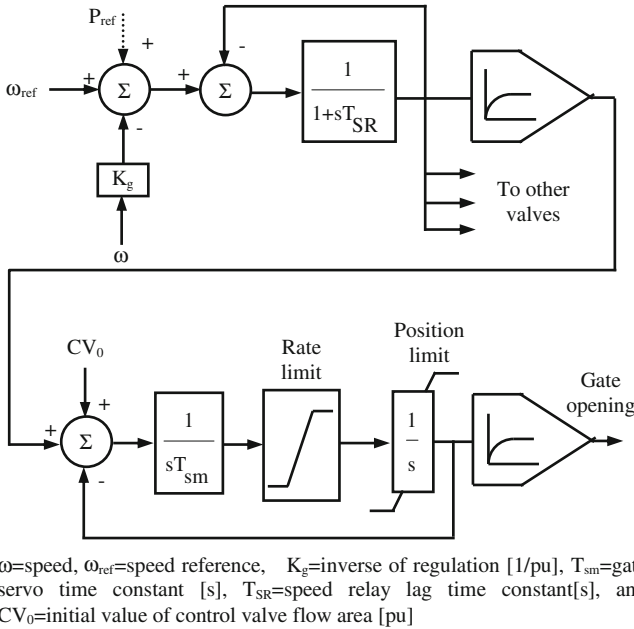 P_ref
+
-
ω_ref
+
Σ
+
Σ
1
1+sT_SR
-
K_g
To other
valves
ω
Position
limit
CV_0
Rate
limit
Gate
opening
+
+
Σ
1
sT_sm
1
s
-
ω=speed, ω_ref=speed reference, K_g=inverse of regulation [1/pu], T_sm=gat
servo time constant [s], T_SR=speed relay lag time constant[s], an
CV_0=initial value of control valve flow area [pu]